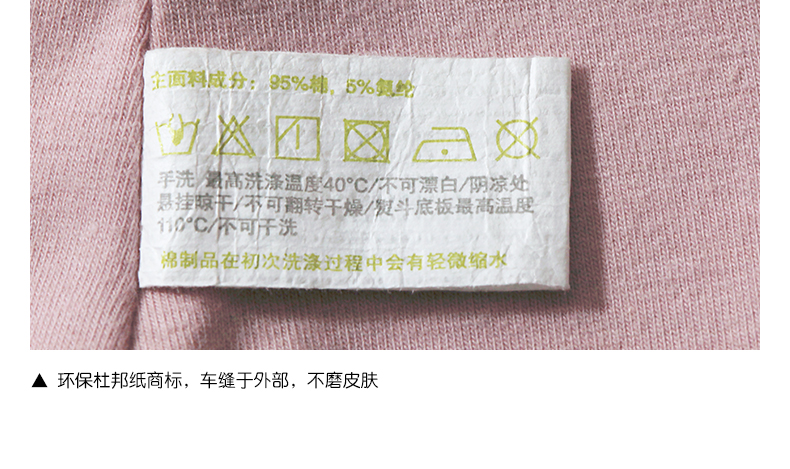 主面料成分：95%棉，5%氨纶
手洗/最高洗涤温度40°C/不可漂白/阴凉处
悬挂晾干/不可翻转干燥/熨斗底板最高温度
110°C/不可干洗
棉制品在初次洗涤过程中会有轻微缩水
▲ 环保杜邦纸商标，车缝于外部，不磨皮肤